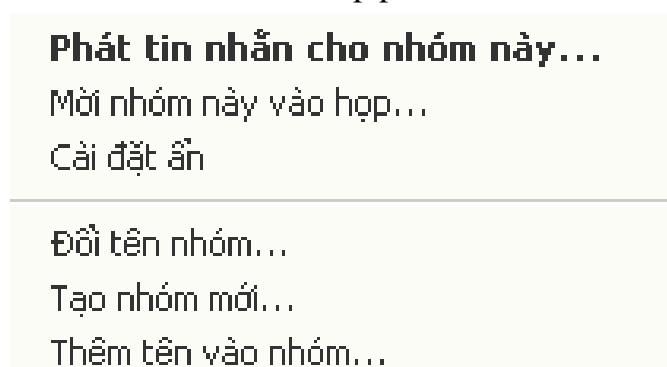 Phát tin nhắn cho nhóm này...
Mời nhóm này vào họp...
Cài đặt ẩn
Đổi tên nhóm...
Tạo nhóm mới...
Thêm tên vào nhóm...